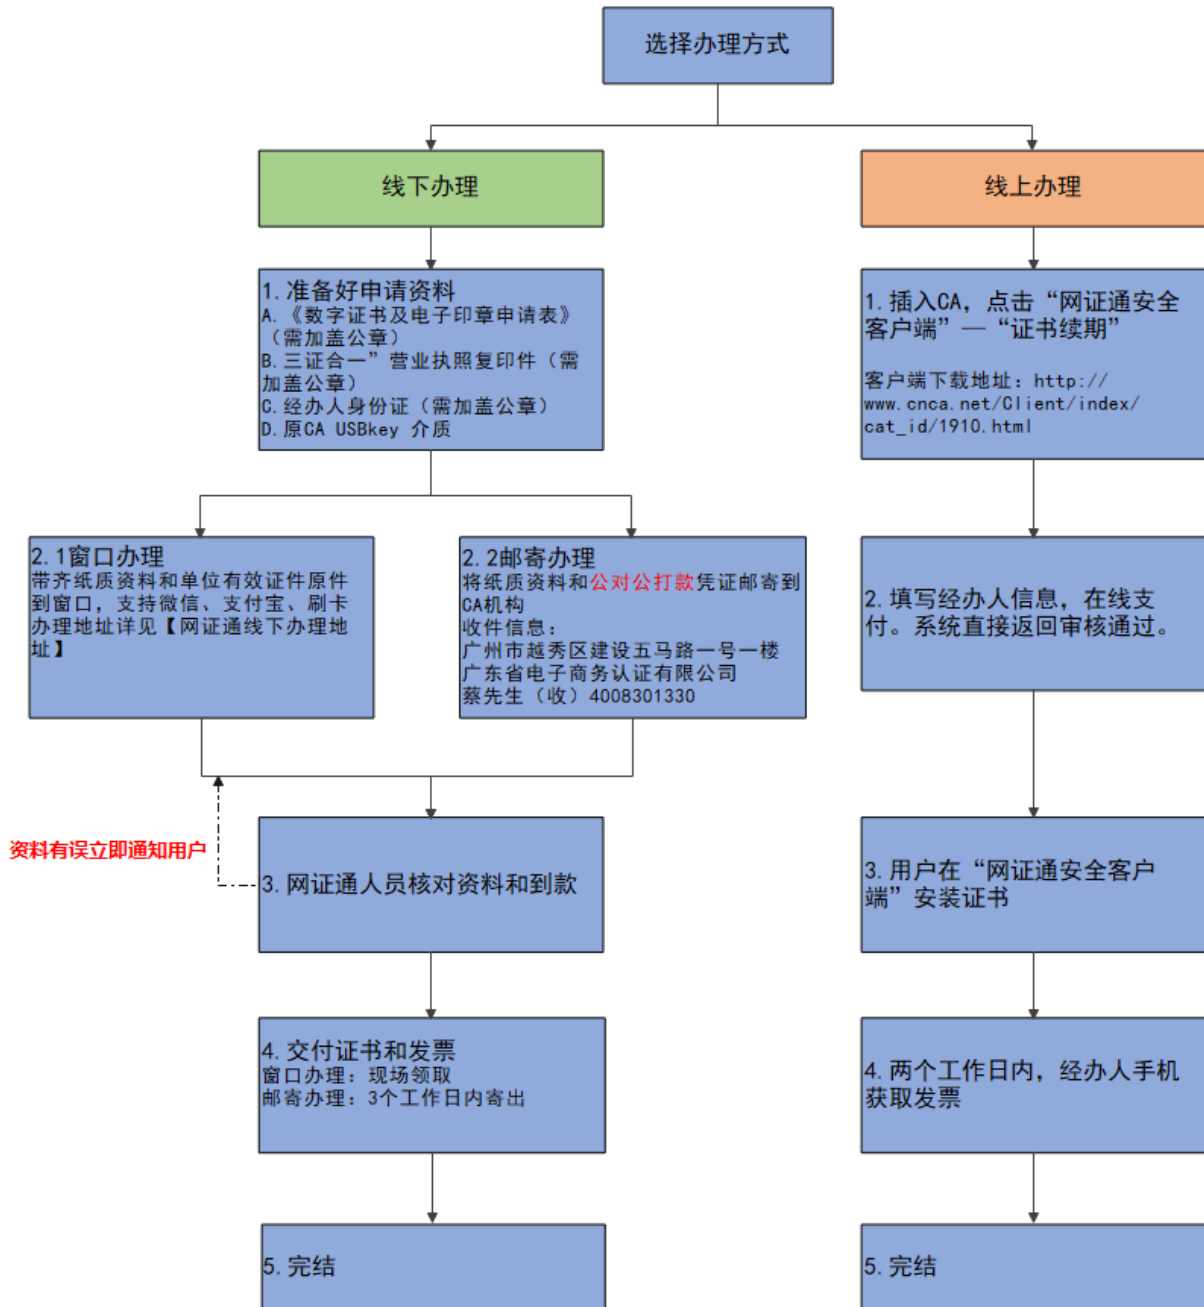 选择办理方式
线下办理
线上办理
1.准备好申请资料
A.《数字证书及电子印章申请表》
（需加盖公章）
B.三证合一”营业执照复印件（需
加盖公章）
C.经办人身份证（需加盖公章）
D.原CA USBkey 介质
1.插入CA，点击“网证通安全
客户端”—“证书续期”
客户端下载地址：http://
www.cnca.net/Client/index/
cat_id/1910.html
2.1窗口办理
带齐纸质资料和单位有效证件原件
到窗口，支持微信、支付宝、刷卡
办理地址详见【网证通线下办理地
址】
2.2邮寄办理
将纸质资料和公对公打款凭证邮寄到
CA机构
收件信息：
广州市越秀区建设五马路一号一楼
广东省电子商务认证有限公司
蔡先生（收）4008301330
2.填写经办人信息，在线支
付。系统直接返回审核通过。
资料有误立即通知用户
3.网证通人员核对资料和到款
3.用户在“网证通安全客户
端”安装证书
4.交付证书和发票
窗口办理：现场领取
邮寄办理：3个工作日内寄出
4.两个工作日内，经办人手机
获取发票
5.完结
5.完结